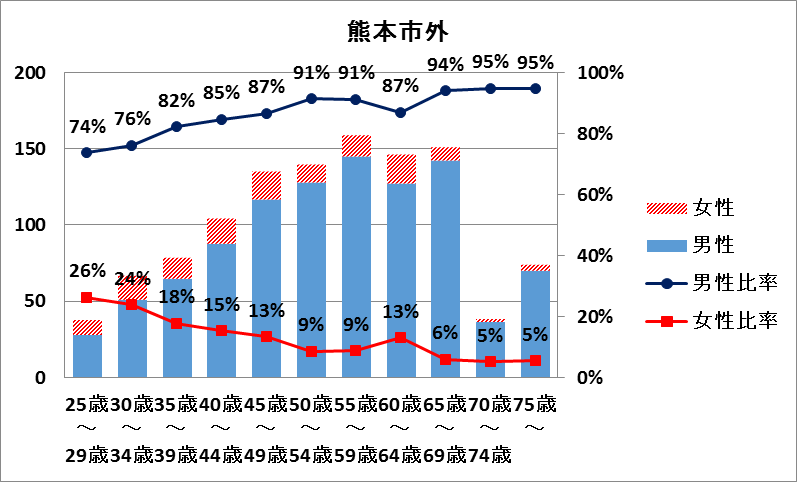 熊本市外
91% 91% 94% 95% 95%
82% 85% 87% 87%
74% 76%
200
150
100
50
0
100%
80%
60%
40%
20%
0%
26% 24% 18% 15% 13% 9% 9% 13% 6% 5% 5%
女性
男性
男性比率
女性比率
25歳 30歳 35歳 40歳 45歳 50歳 55歳 60歳 65歳 70歳 75歳
～ ～ ～ ～ ～ ～ ～ ～ ～ ～ ～
29歳 34歳 39歳 44歳 49歳 54歳 59歳 64歳 69歳 74歳